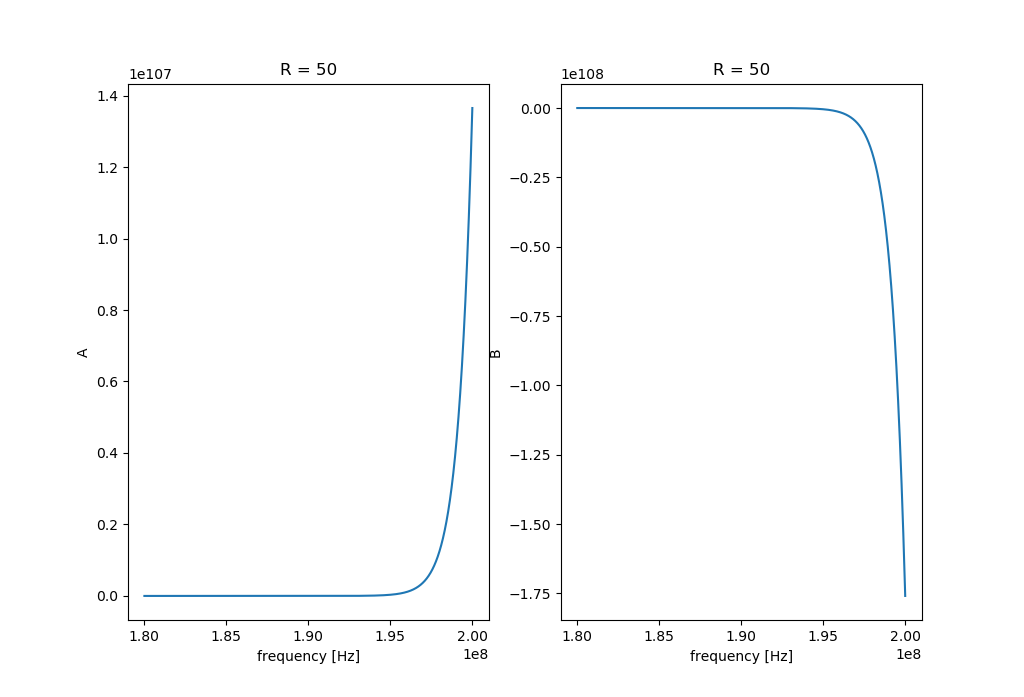 R = 50
1e107
1.4
1.2
1.0
0.8
0.6
0.4
0.2
0.0
A
1.80 1.85 1.90 1.95 2.00
1e8
frequency [Hz]
R = 50
1e108
0.00
−0.25
−0.50
−0.75
−1.00
−1.25
−1.50
−1.75
B
1.80 1.85 1.90 1.95 2.00
1e8
frequency [Hz]